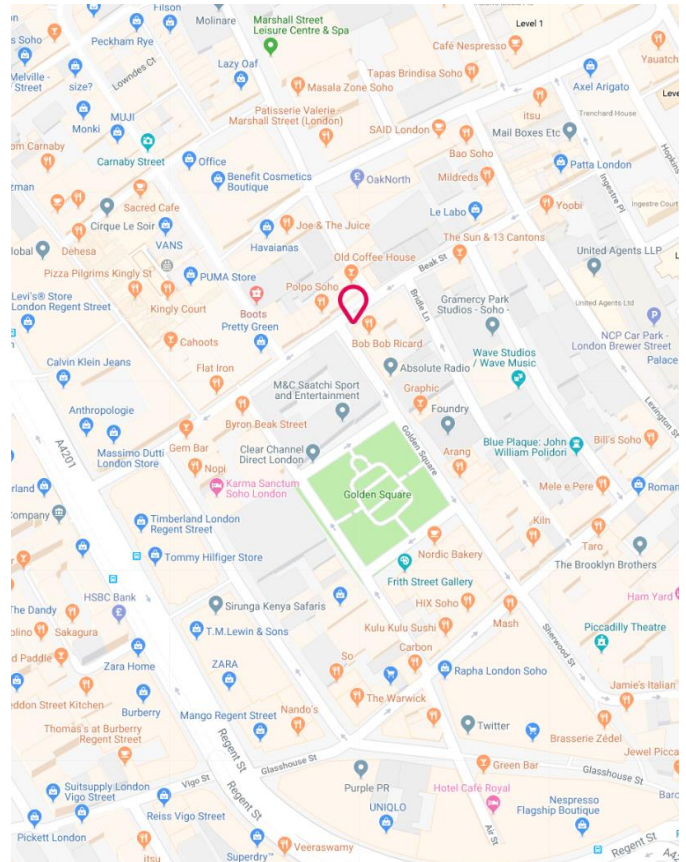 Filson
Molinare
Marshall Street
Leisure Centre & Spa
Level 1
s Soho
Peckham Rye
Café Nespresso
Lowndes Ct
Lazy Oaf
Tapas Brindisa Soho
Yauatch
Melville -
Street
size?
Masala Zone Soho
Axel Arigato
Leve
MUJI
Monki
Patisserie Valerie -
Marshall Street (London)
itsu
Trenchard House
SAID London
Mail Boxes Etc
Hopkins
om Carnaby
Carnaby Street
Office
Bao Soho
Patta London
Benefit Cosmetics
Boutique
OakNorth
Mildreds
Ingestre Pl
zman
Sacred Cafe
Le Labo
Yoobi
Ingestre Court
Cirque Le Soir
Joe & The Juice
VANS
Havaianas
The Sun & 13 Cantons
lobal
Dehesa
Old Coffee House
Beak St
United Agents LLP
Pizza Pilgrims Kingly St
PUMA Store
Polpo Soho
Bridle Ln
Gramercy Park
Studios - Soho -
Levi's® Store
London Regent Street
Kingly Court
Boots
United Agents Ltd
Pretty Green
NCP Car Park -
London Brewer Street
Cahoots
Bob Bob Ricard
Wave Studios
/ Wave Music
Palace
Calvin Klein Jeans
Flat Iron
Absolute Radio
M&C Saatchi Sport
and Entertainment
Graphic
Lexington St
Anthropologie
Byron Beak Street
Foundry
A4201
Golden Square
Massimo Dutti
London Store
Gem Bar
Clear Channel
Direct London
Blue Plaque: John
William Polidori
Bill's Soho
Nopi
Arang
Karma Sanctum
Soho London
Golden Square
Mele e Pere
Roman
erland
Company
Timberland London
Regent Street
Kiln
Nordic Bakery
Taro
Tommy Hilfiger Store
The Brooklyn Brothers
Frith Street Gallery
HSBC Bank
Ham Yard
The Dandy
Sirunga Kenya Safaris
HIX Soho
olino
Sakagura
T.M.Lewin & Sons
Kulu Kulu Sushi
Mash
Piccadilly Theatre
d Paddle
Carbon
Sherwood St
Zara Home
ZARA
So
Rapha London Soho
Jamie's Italian
ddon Street Kitchen
Burberry
The Warwick
Mango Regent Street
Nando's
Thomas's at Burberry
Regent Street
Twitter
Brasserie Zédel
Regent St
Jewel Picca
Glasshouse St
Green Bar
Glasshouse St
Vigo St
Suitsupply London
Vigo Street
Purple PR
Hotel Café Royal
Regent St
Air St
Nespresso
Flagship Boutique
Reiss Vigo Street
UNIQLO
Pickett London
Veeraswamy
Regent St
itsu
Superdry™